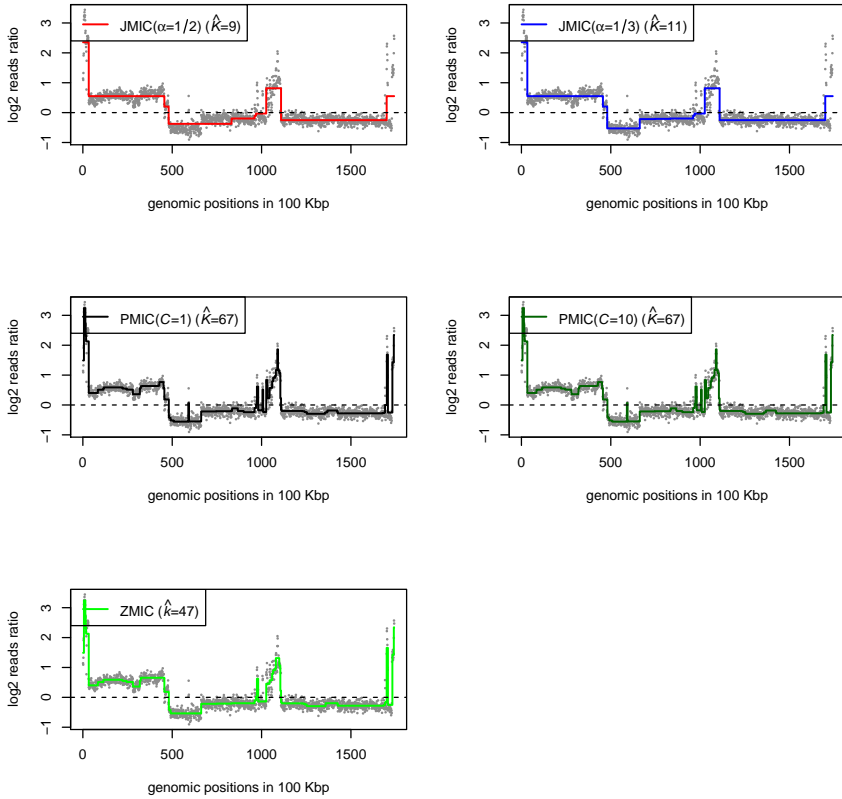 JMIC(α=1/2) (K̂=9)
log2 reads ratio
3
2
1
0
−1
0 500 1000 1500
genomic positions in 100 Kbp
JMIC(α=1/3) (K̂=11)
log2 reads ratio
3
2
1
0
−1
0 500 1000 1500
genomic positions in 100 Kbp
PMIC(C=1) (K̂=67)
log2 reads ratio
3
2
1
0
−1
0 500 1000 1500
genomic positions in 100 Kbp
PMIC(C=10) (K̂=67)
log2 reads ratio
3
2
1
0
−1
0 500 1000 1500
genomic positions in 100 Kbp
ZMIC (k̂=47)
log2 reads ratio
3
2
1
0
−1
0 500 1000 1500
genomic positions in 100 Kbp